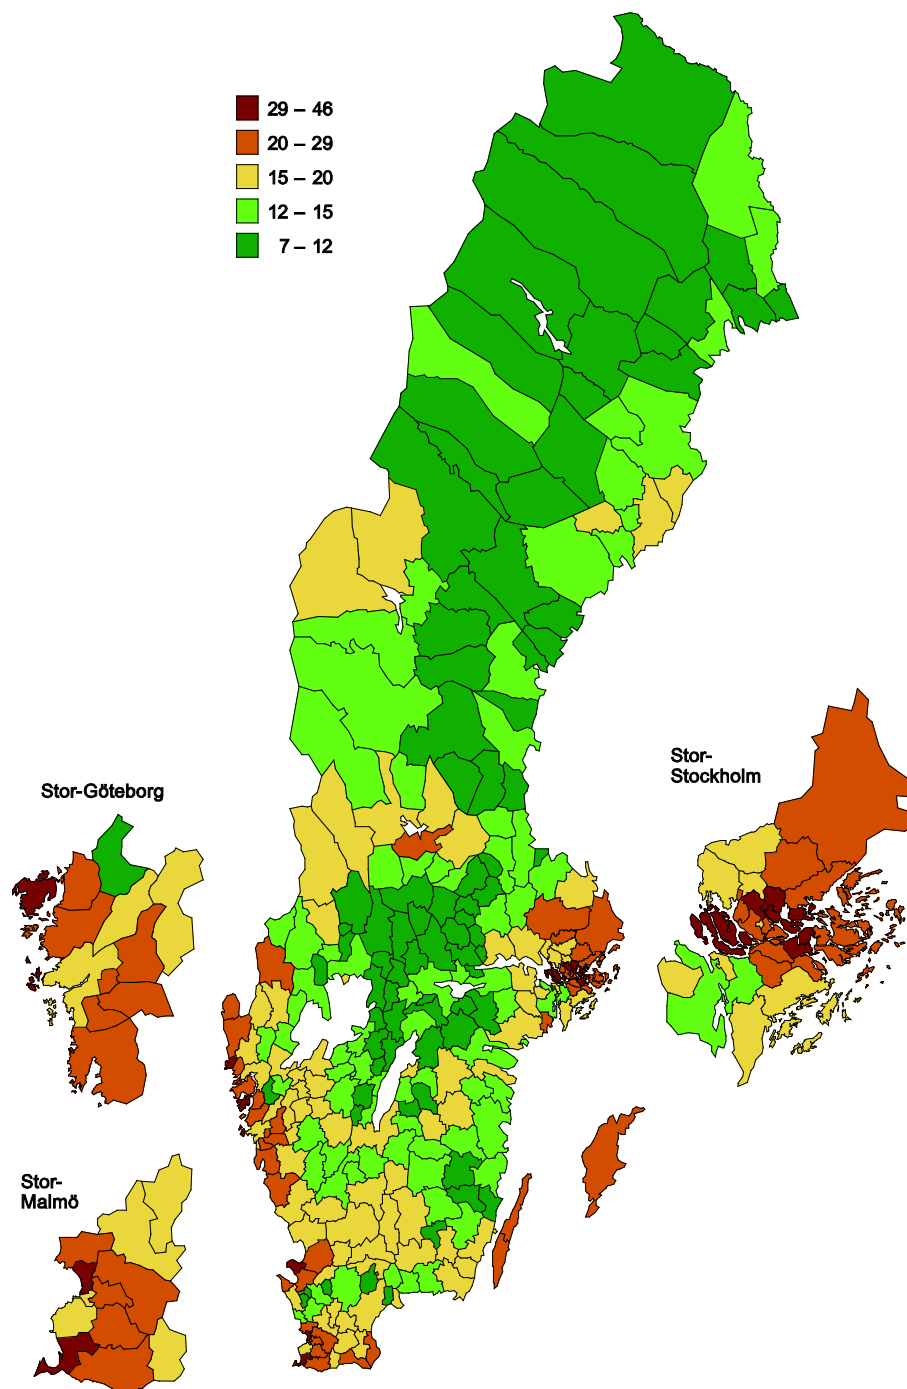 29 – 46
20 – 29
15 – 20
12 – 15
7 – 12
Stor-
Stockholm
Stor-Göteborg
Stor-
Malmö